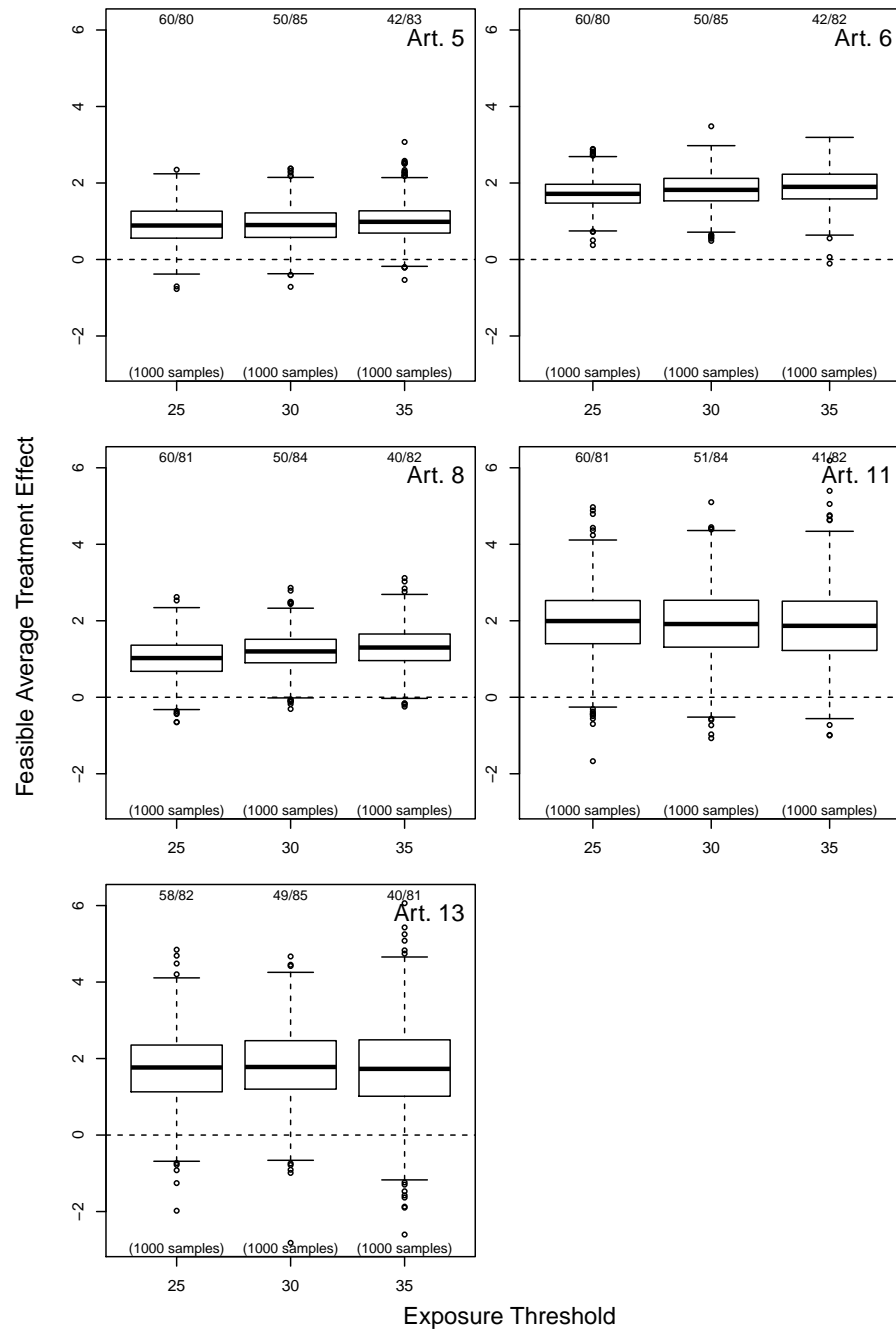 60/80 50/85 42/83
Art. 5
6
4
2
0
−2
(1000 samples) (1000 samples) (1000 samples)
25 30 35
60/80 50/85 42/82
Art. 6
6
4
2
0
−2
(1000 samples) (1000 samples) (1000 samples)
25 30 35
Feasible Average Treatment Effect
60/81 50/84 40/82
Art. 8
6
4
2
0
−2
(1000 samples) (1000 samples) (1000 samples)
25 30 35
60/81 51/84 41/82
Art. 11
6
4
2
0
−2
(1000 samples) (1000 samples) (1000 samples)
25 30 35
58/82 49/85 40/81
Art. 13
6
4
2
0
−2
(1000 samples) (1000 samples) (1000 samples)
25 30 35
Exposure Threshold